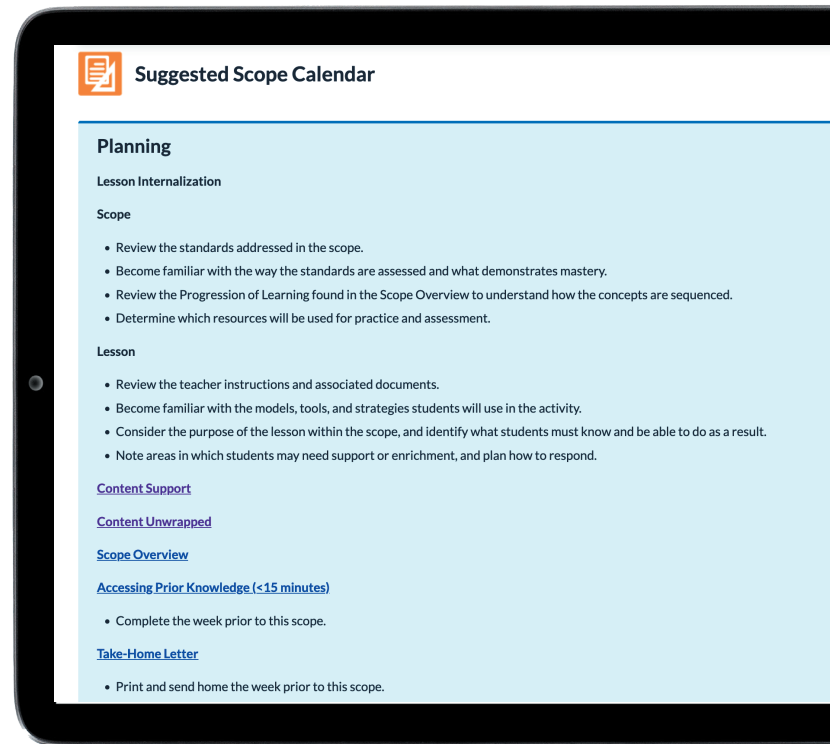 Suggested Scope Calendar
Planning
Lesson Internalization
Scope
• Review the standards addressed in the scope.
• Become familiar with the way the standards are assessed and what demonstrates mastery.
• Review the Progression of Learning found in the Scope Overview to understand how the concepts are sequenced.
• Determine which resources will be used for practice and assessment.
Lesson
• Review the teacher instructions and associated documents.
• Become familiar with the models, tools, and strategies students will use in the activity.
• Consider the purpose of the lesson within the scope, and identify what students must know and be able to do as a result.
• Note areas in which students may need support or enrichment, and plan how to respond.
Content Support
Content Unwrapped
Scope Overview
Accessing Prior Knowledge (<15 minutes)
• Complete the week prior to this scope.
Take-Home Letter
• Print and send home the week prior to this scope.